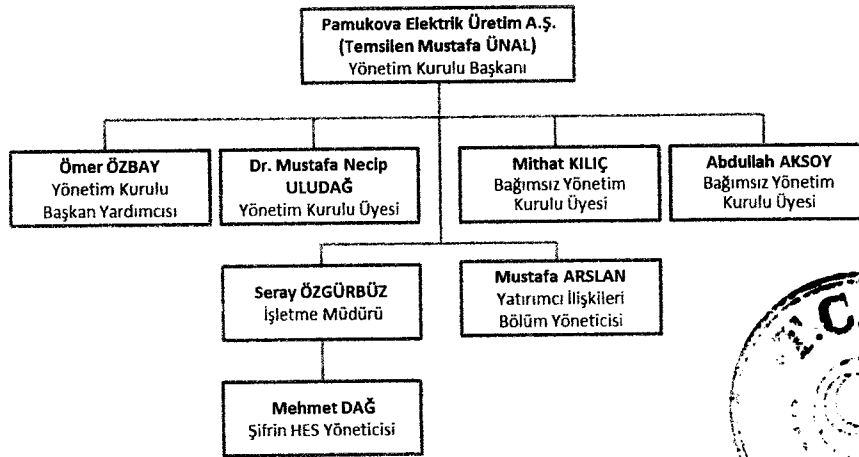 Pamukova Elektrik Üretim A.Ş.
(Temsilen Mustafa ÜNAL)
Yönetim Kurulu Başkanı
Ömer ÖZBAY
Yönetim Kurulu
Başkan Yardımcısı
Dr. Mustafa Necip
ULUDAĞ
Yönetim Kurulu Üyesi
Mithat KILIÇ
Bağımsız Yönetim
Kurulu Üyesi
Abdullah AKSOY
Bağımsız Yönetim
Kurulu Üyesi
Seray ÖZGÜRBÜZ
İşletme Müdürü
Mustafa ARSLAN
Yatırımcı İlişkileri
Bölüm Yöneticisi
Mehmet DAĞ
Şifrin HES Yöneticisi
T.C.